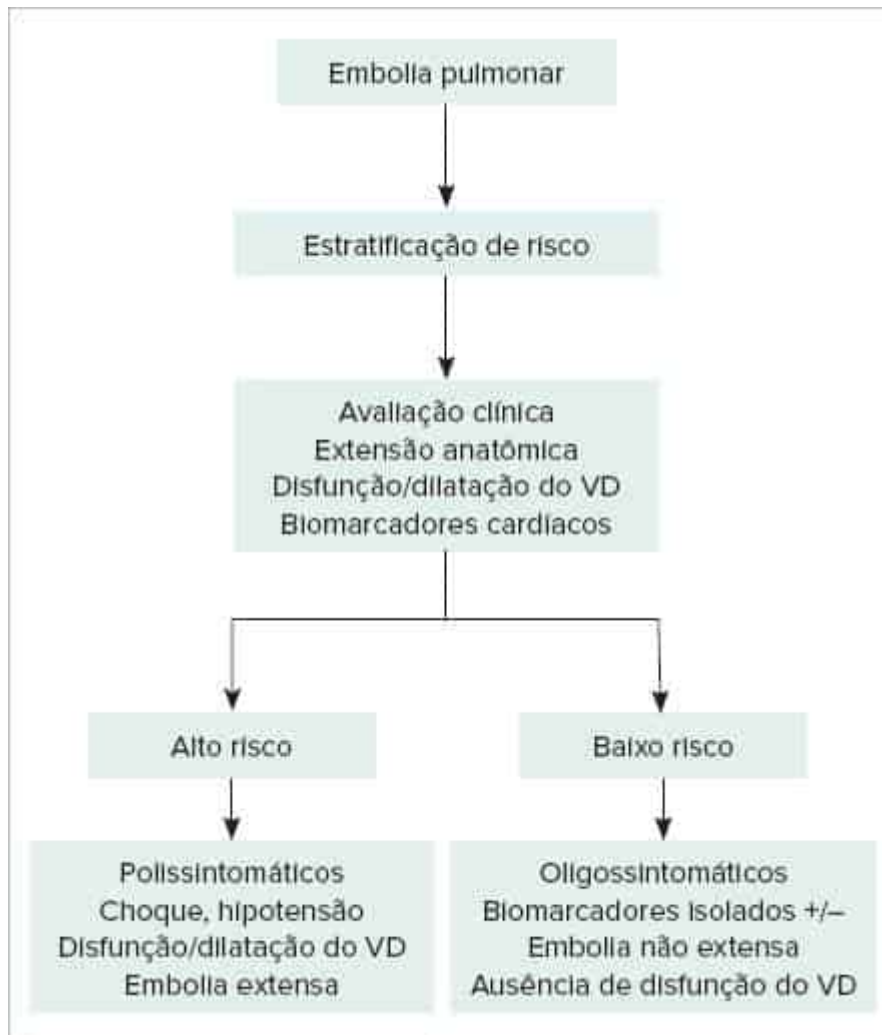 Embolia pulmonar
Estratificação de risco
Avaliação clínica
Extensão anatômica
Disfunção/dilatação do VD
Biomarcadores cardíacos
Alto risco
Baixo risco
Polissintomáticos
Choque, hipotensão
Disfunção/dilatação do VD
Embolia extensa
Oligossintomáticos
Biomarcadores isolados +/–
Embolia não extensa
Ausência de disfunção do VD